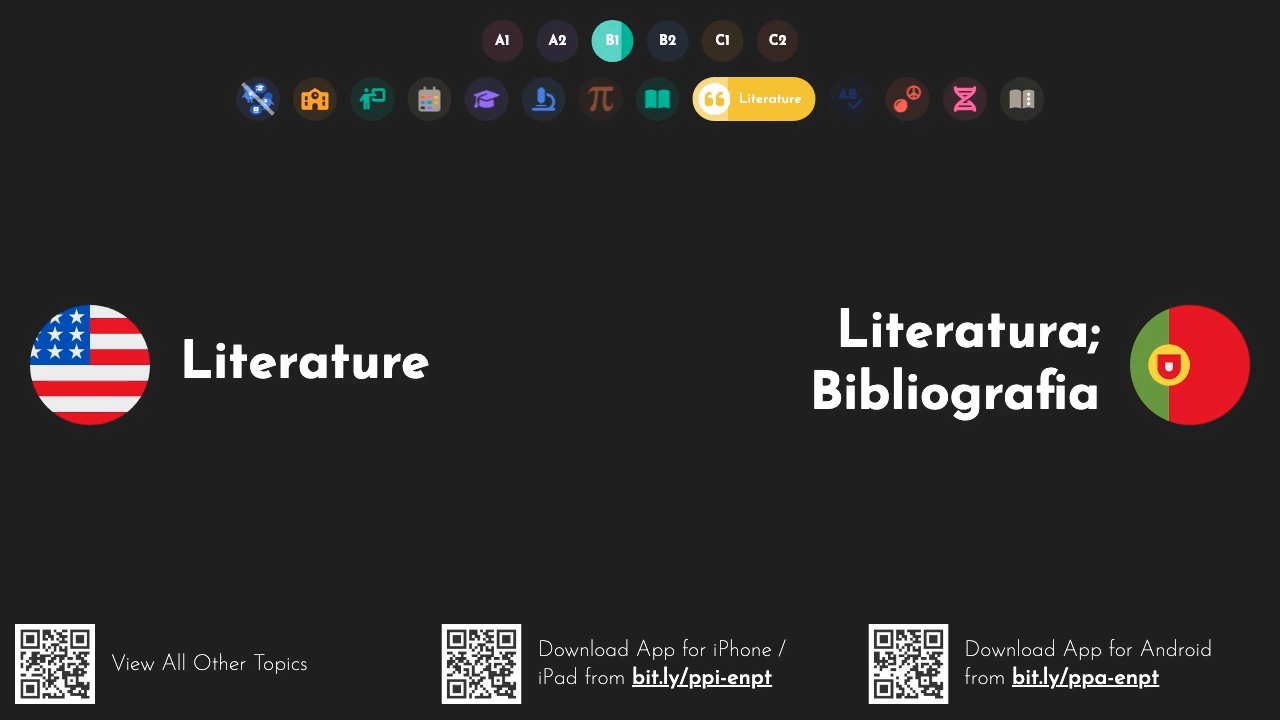 A1 A2 B1 B2 C1 C2
Literature
Literature
Literatura;
Bibliografia
View All Other Topics
Download App for iPhone /
iPad from bit.ly/ppi-enpt
Download App for Android
from bit.ly/ppa-enpt